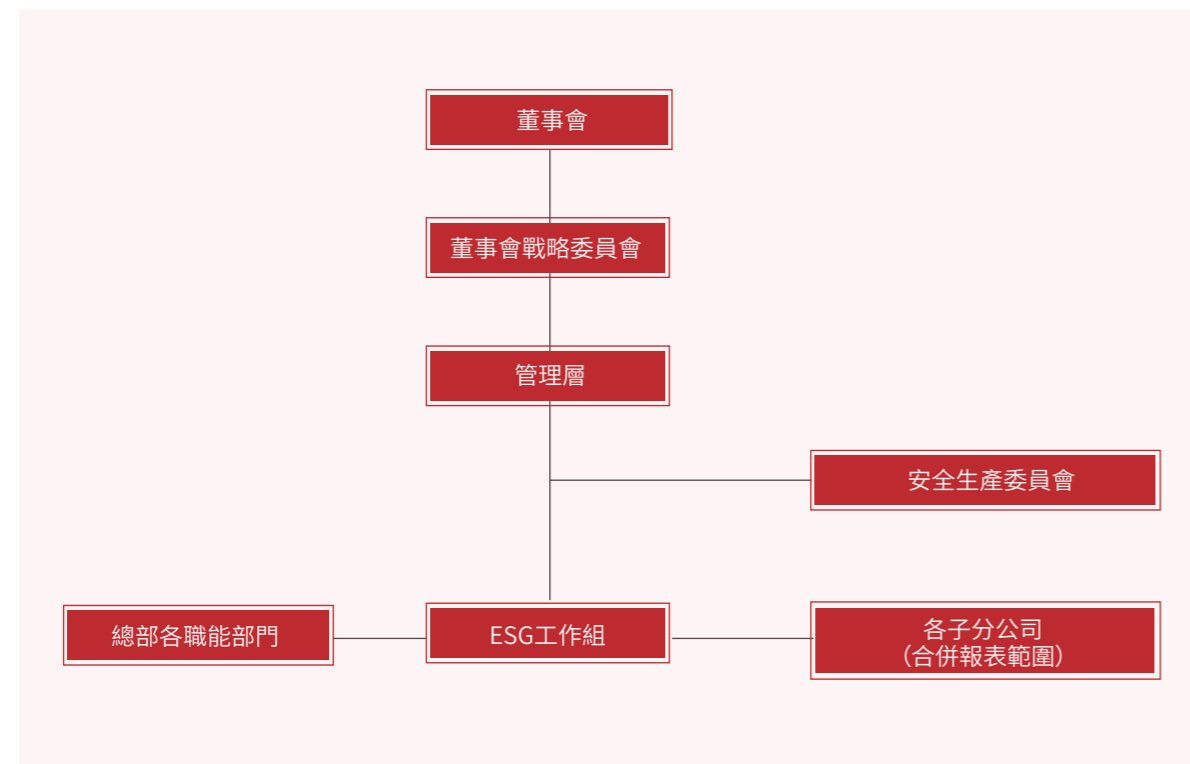 董事會
董事會戰略委員會
管理層
安全生產委員會
總部各職能部門
ESG工作組
各子分公司
（合併報表範圍）